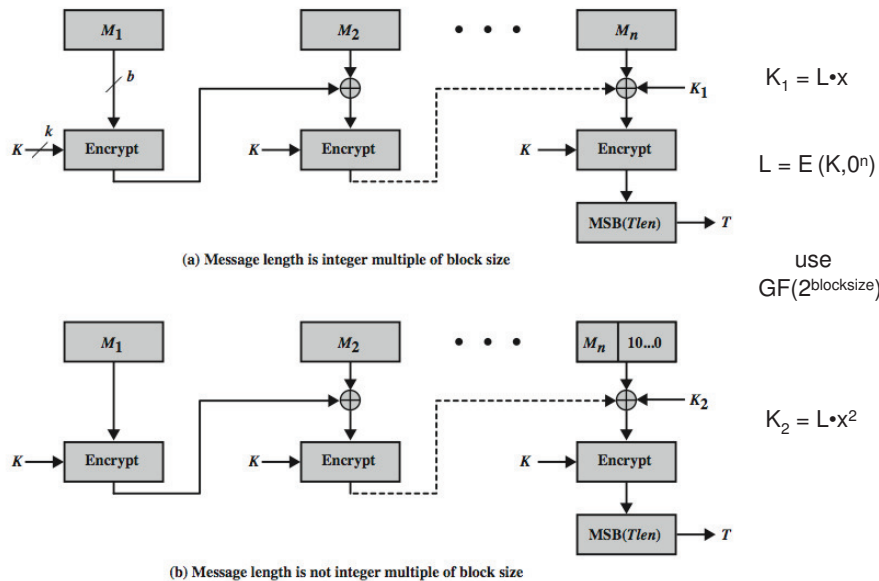 M1
M2
• • •
Mn
b
K1
K1 = L•x
k
K
Encrypt
K
Encrypt
K
Encrypt
L = E (K,0ⁿ)
MSB(Tlen)
T
(a) Message length is integer multiple of block size
use
GF(2^blocksize)
M1
M2
• • •
Mn
10...0
K2
K2 = L•x²
K
Encrypt
K
Encrypt
K
Encrypt
MSB(Tlen)
T
(b) Message length is not integer multiple of block size